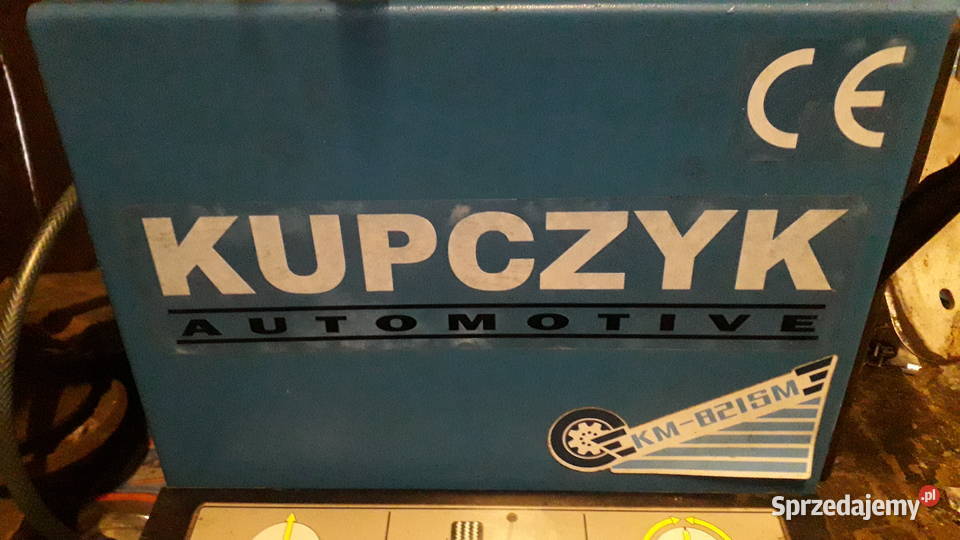 CE
KUPCZYK
AUTOMOTIVE
KM-821SM
Sprzedajemy.pl